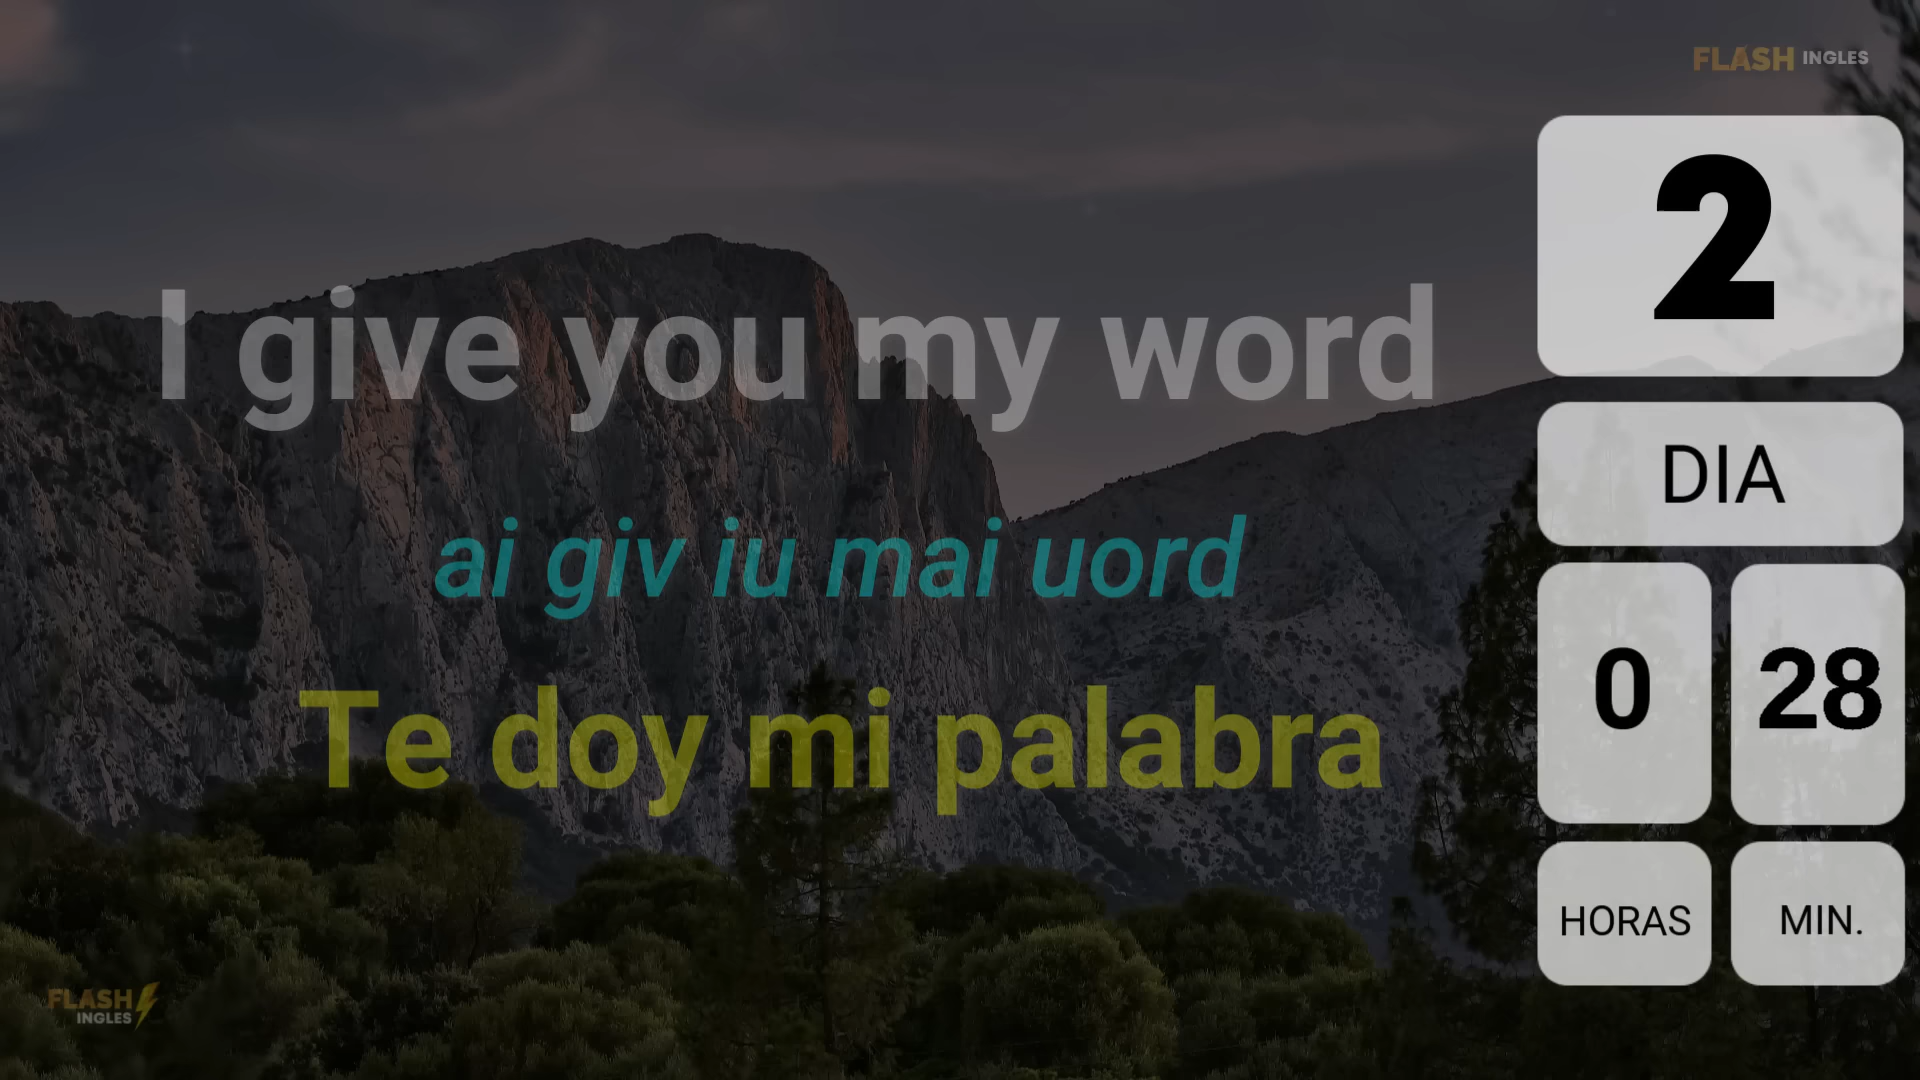 FLASH INGLES
I give you my word
ai giv iu mai uord
Te doy mi palabra
2
DIA
0 28
HORAS MIN.
FLASH
INGLES